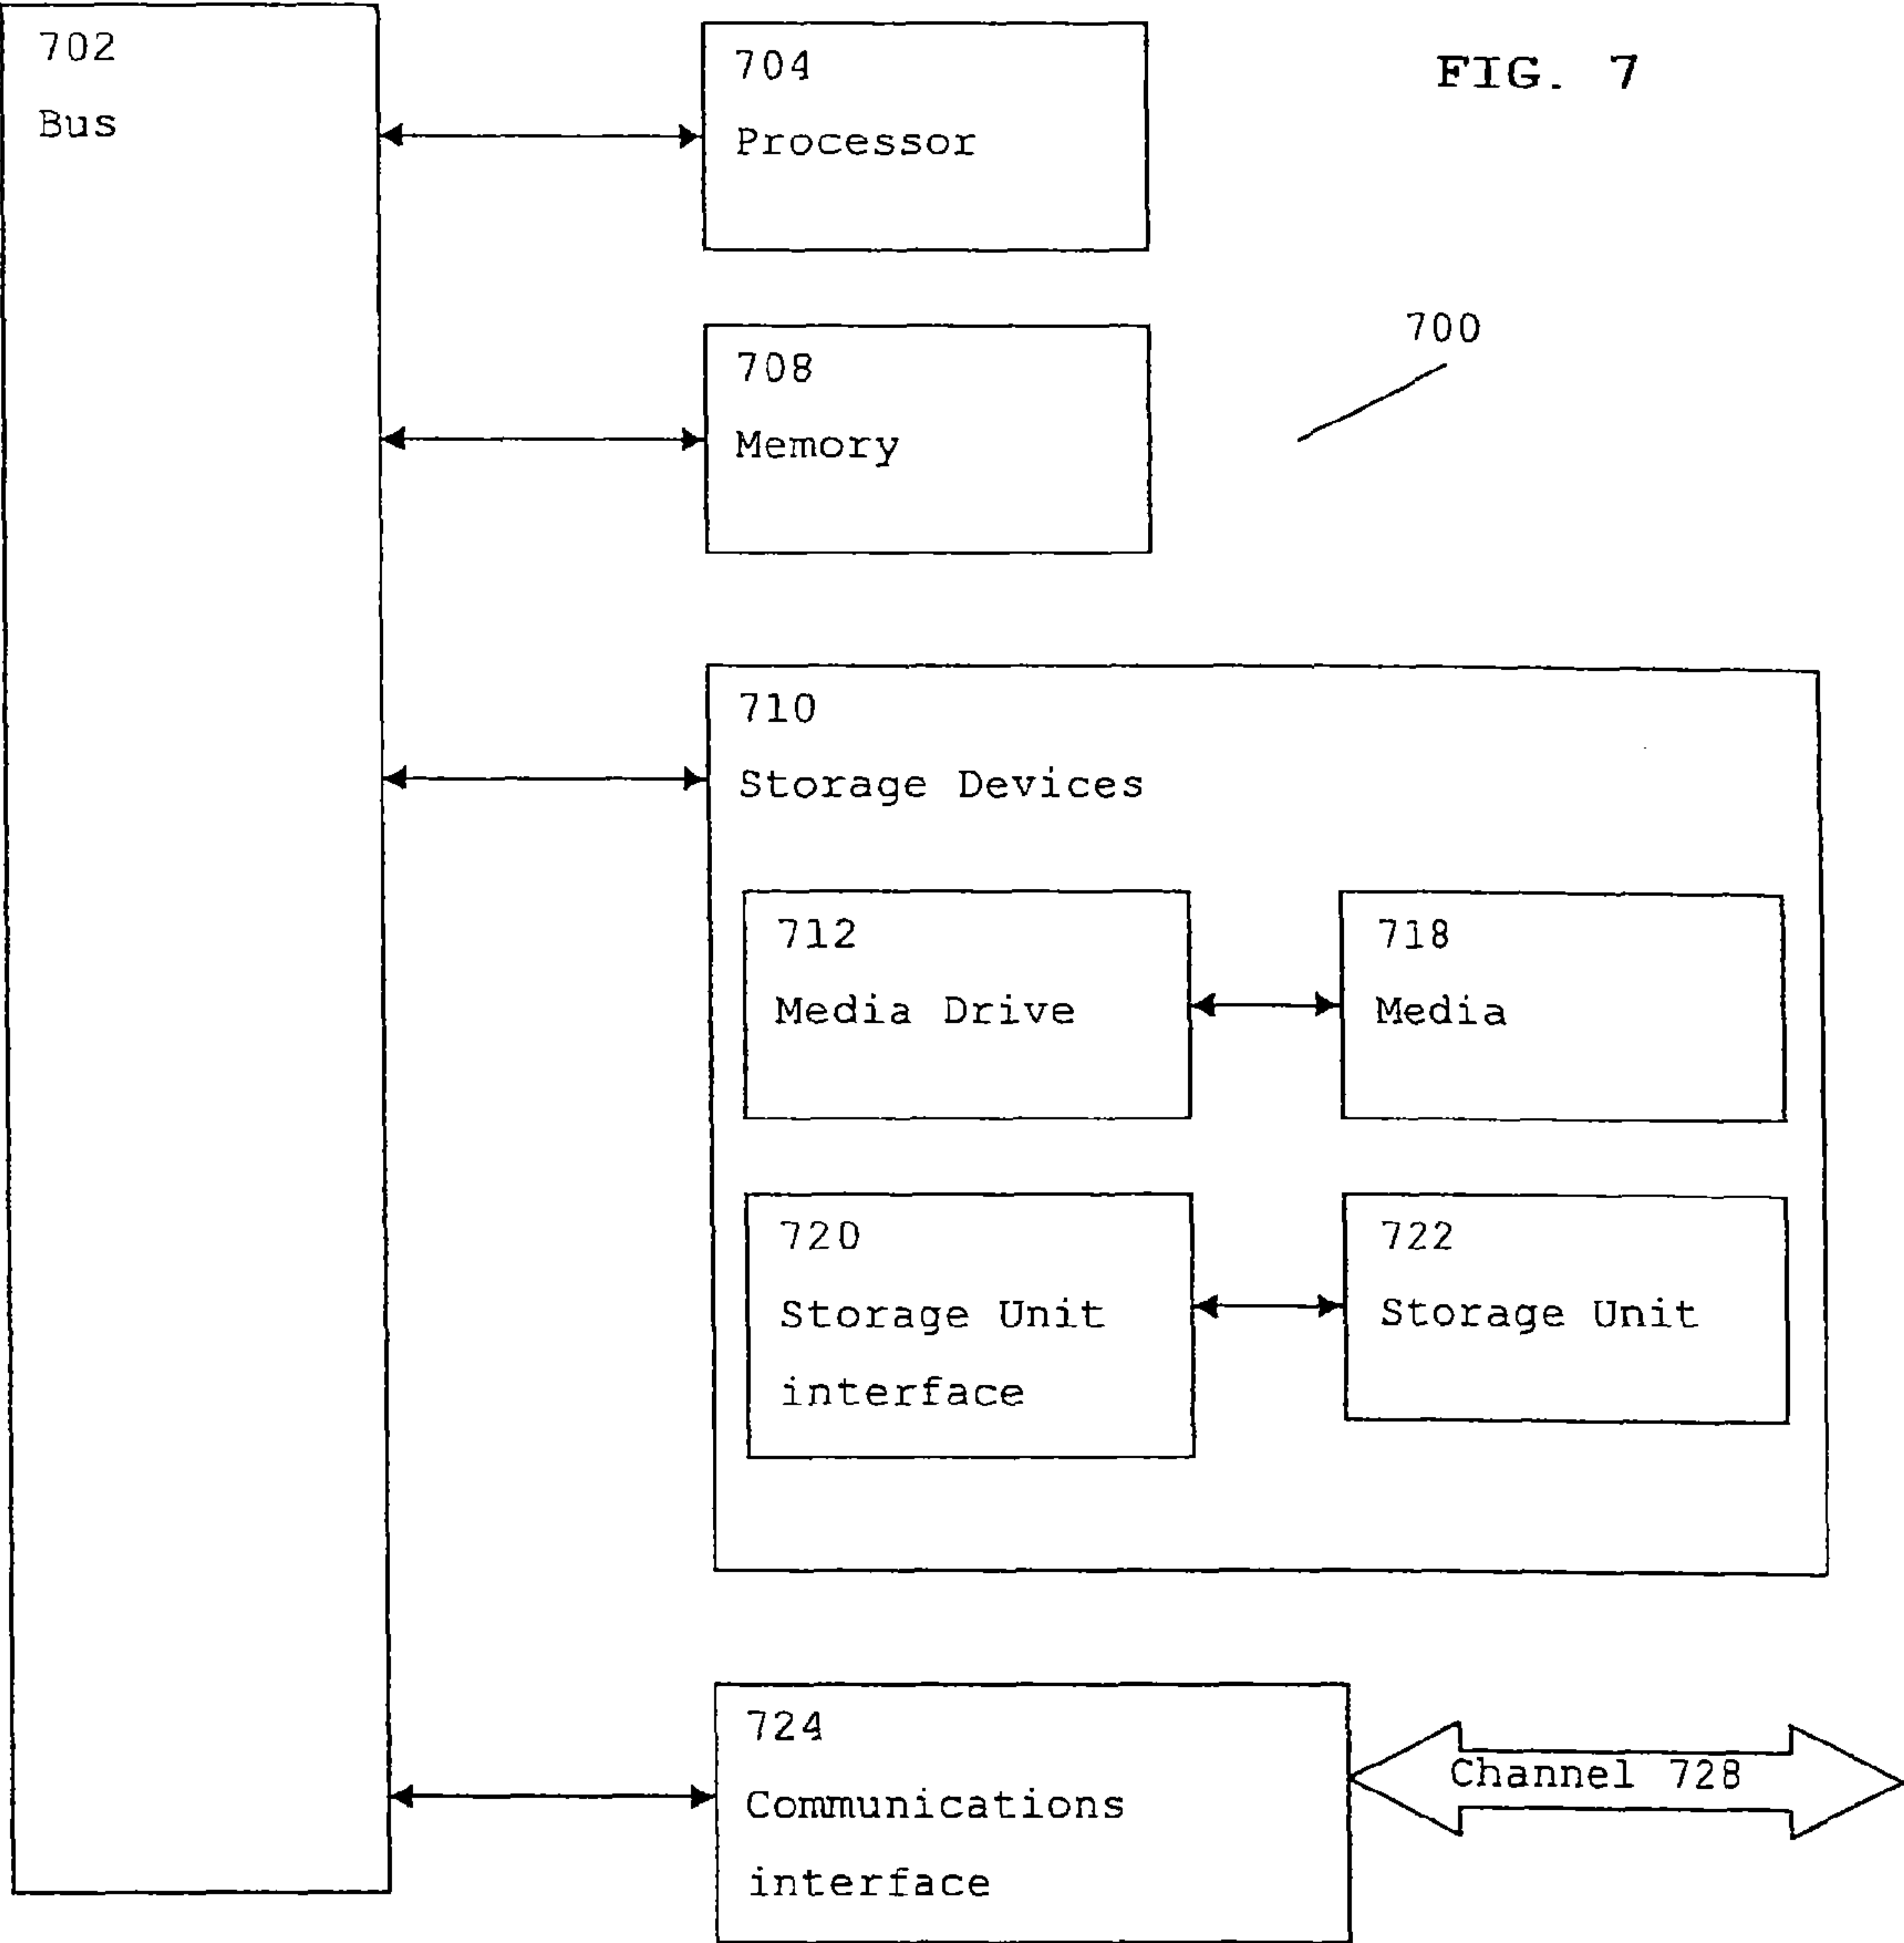 702
Bus
704
Processor
FIG. 7
708
Memory
700
710
Storage Devices
712
Media Drive
718
Media
720
Storage Unit
interface
722
Storage Unit
724
Communications
interface
Channel 728